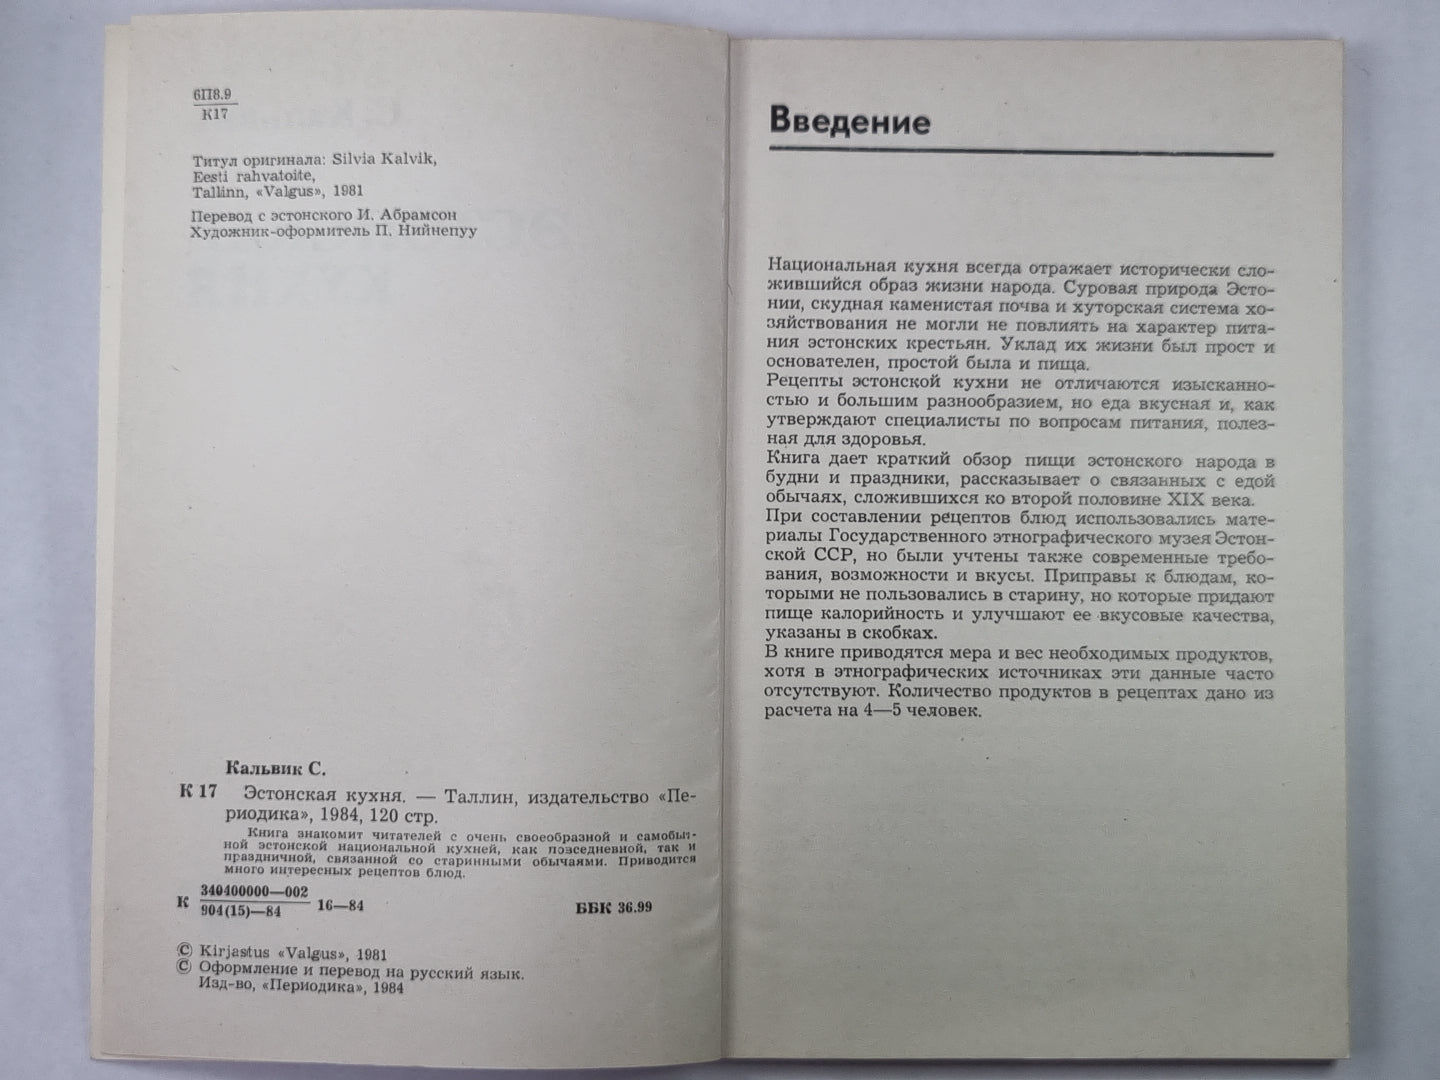 6П8.9
К17
Титул оригинала: Silvia Kalvik,
Eesti rahvatoite,
Tallinn, «Valgus», 1981
Перевод с эстонского И. Абрамсон
Художник-оформитель П. Нийнепуу
Кальвик С.
К 17 Эстонская кухня. — Таллин, издательство «Пе-
риодика», 1984, 120 стр.
Книга знакомит читателей с очень своеобразной и самобыт-
ной эстонской национальной кухней, как повседневной, так и
праздничной, связанной со старинными обычаями. Приводится
много интересных рецептов блюд.
К 340400000—002
904(15)—84 16—84 ББК 36.99
© Kirjastus «Valgus», 1981
© Оформление и перевод на русский язык.
Изд-во, «Периодика», 1984
Введение
Национальная кухня всегда отражает исторически сло-
жившийся образ жизни народа. Суровая природа Эсто-
нии, скудная каменистая почва и хуторская система хо-
зяйствования не могли не повлиять на характер пита-
ния эстонских крестьян. Уклад их жизни был прост и
основателен, простой была и пища.
Рецепты эстонской кухни не отличаются изысканно-
стью и большим разнообразием, но еда вкусная и, как
утверждают специалисты по вопросам питания, полез-
ная для здоровья.
Книга дает краткий обзор пищи эстонского народа в
будни и праздники, рассказывает о связанных с едой
обычаях, сложившихся ко второй половине XIX века.
При составлении рецептов блюд использовались мате-
риалы Государственного этнографического музея Эстон-
ской ССР, но были учтены также современные требо-
вания, возможности и вкусы. Приправы к блюдам, ко-
торыми не пользовались в старину, но которые придают
пище калорийность и улучшают ее вкусовые качества,
указаны в скобках.
В книге приводятся мера и вес необходимых продуктов,
хотя в этнографических источниках эти данные часто
отсутствуют. Количество продуктов в рецептах дано из
расчета на 4—5 человек.